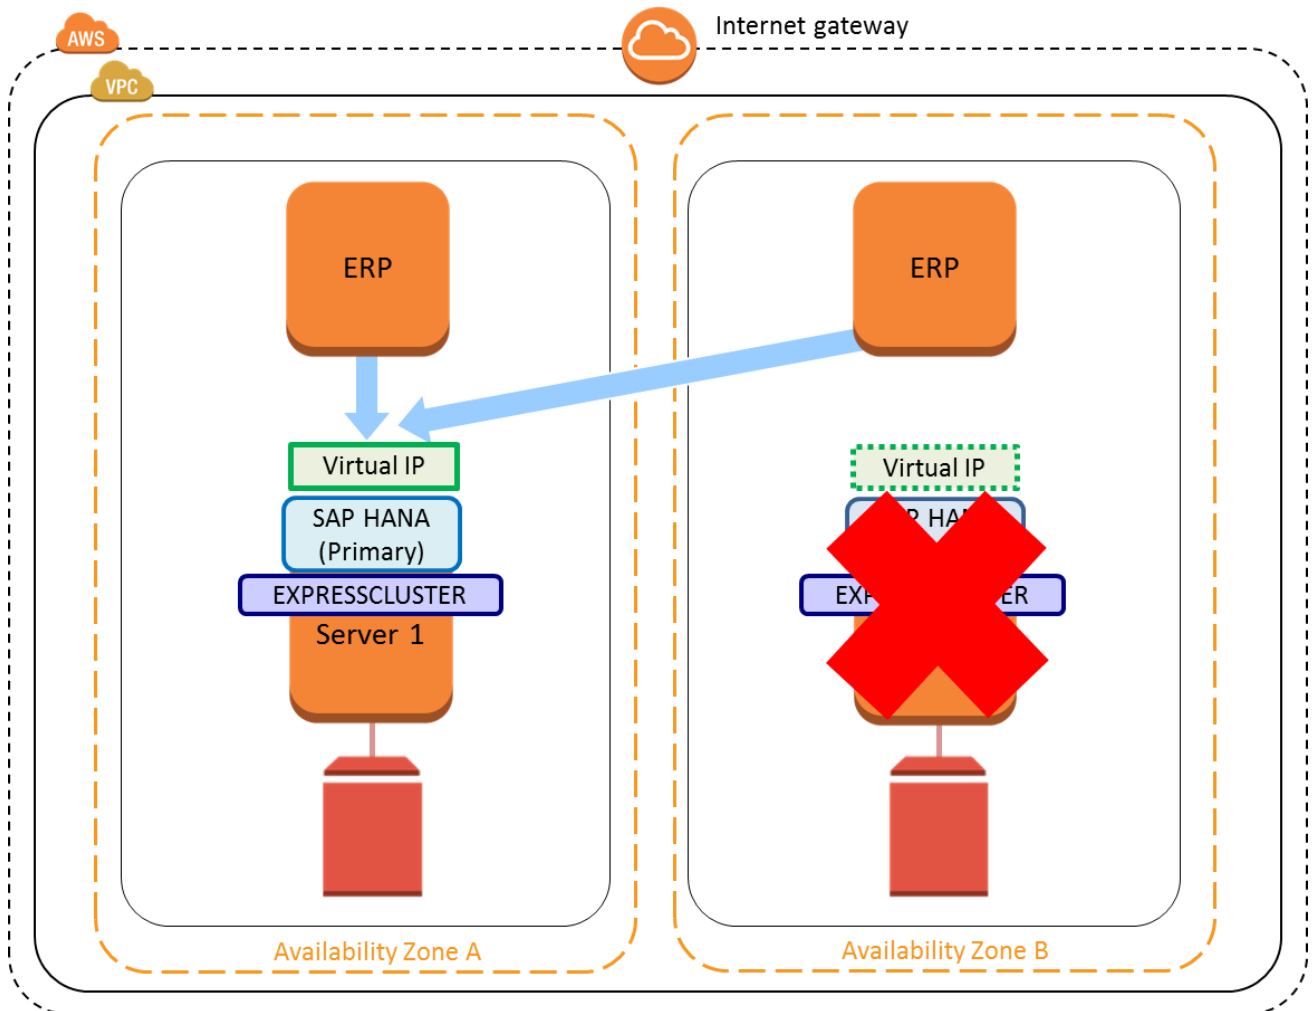 AWS
Internet gateway
VPC
ERP
ERP
Virtual IP
Virtual IP
SAP HANA
(Primary)
EXPRESSCLUSTER
Server 1
Availability Zone A
Availability Zone B